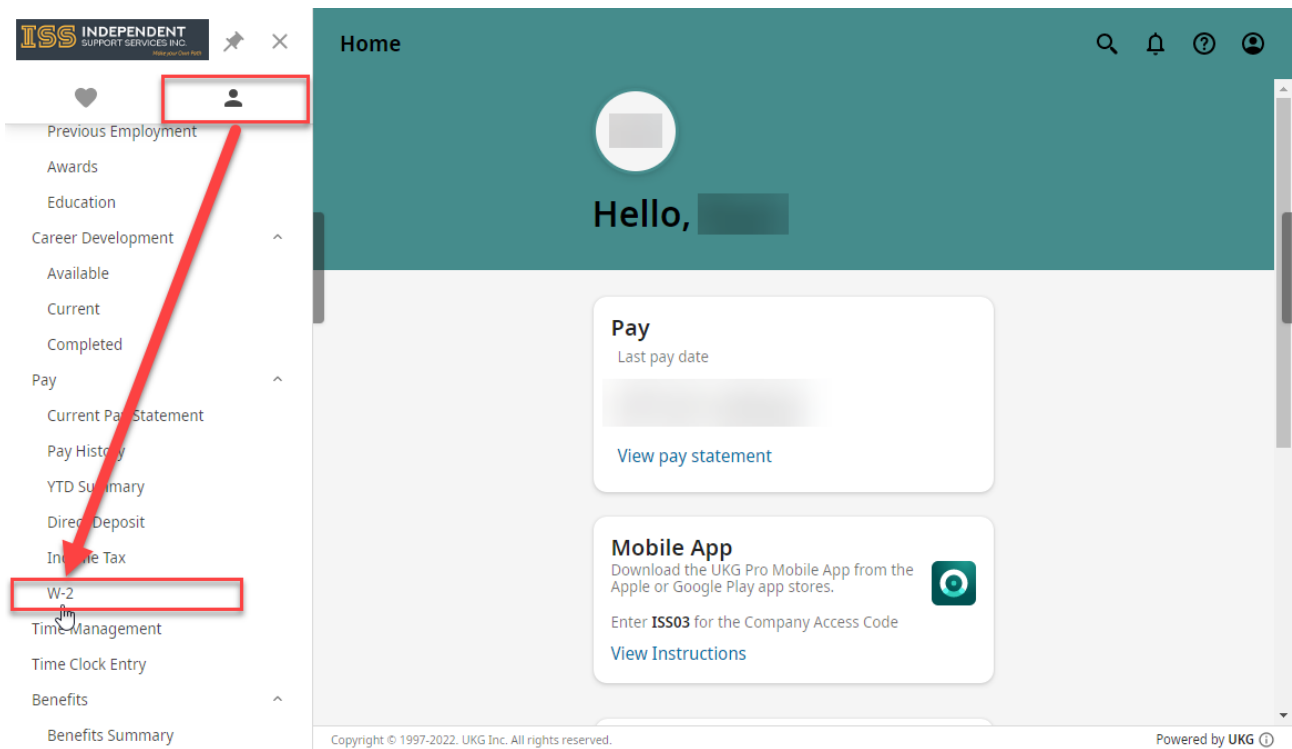 ISS INDEPENDENT
SUPPORT SERVICES INC.
Make your Own Path
Previous Employment
Awards
Education
Career Development
Available
Current
Completed
Pay
Current Pay Statement
Pay History
YTD Summary
Direct Deposit
Income Tax
W-2
Time Management
Time Clock Entry
Benefits
Benefits Summary
Home
Hello,
Pay
Last pay date
View pay statement
Mobile App
Download the UKG Pro Mobile App from the
Apple or Google Play app stores.
Enter ISS03 for the Company Access Code
View Instructions
Copyright © 1997-2022. UKG Inc. All rights reserved.
Powered by UKG